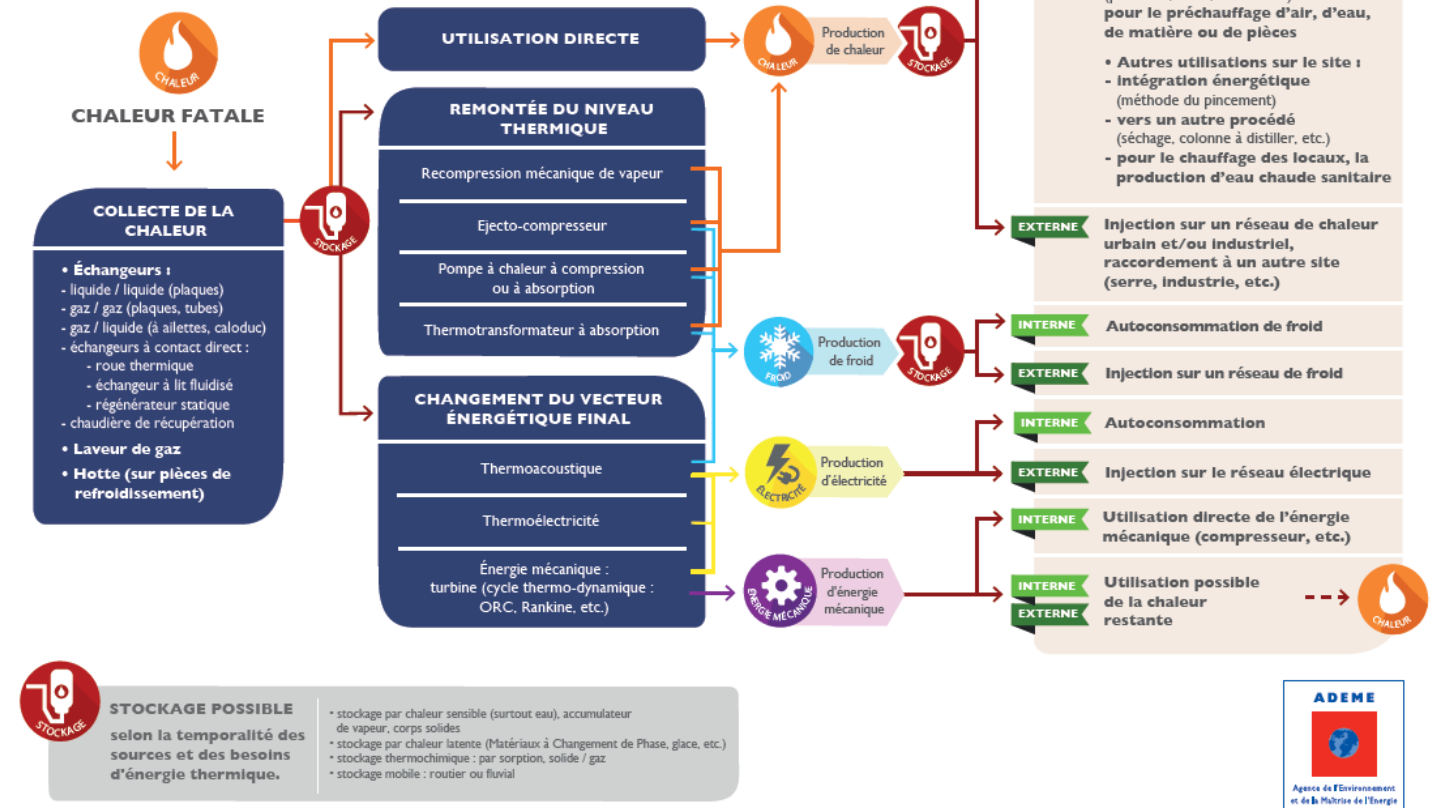 CHALEUR
CHALEUR FATALE
COLLECTE DE LA
CHALEUR
• Échangeurs :
- liquide / liquide (plaques)
- gaz / gaz (plaques, tubes)
- gaz / liquide (à ailettes, caloduc)
- échangeurs à contact direct :
- roue thermique
- échangeur à lit fluidisé
- régénérateur statique
- chaudière de récupération
• Laveur de gaz
• Hotte (sur pièces de
refroidissement)
STOCKAGE
UTILISATION DIRECTE
REMONTÉE DU NIVEAU
THERMIQUE
Recompression mécanique de vapeur
Ejecto-compresseur
Pompe à chaleur à compression
ou à absorption
Thermotransformateur à absorption
CHANGEMENT DU VECTEUR
ÉNERGÉTIQUE FINAL
Thermoacoustique
Thermoélectricité
Énergie mécanique :
turbine (cycle thermo-dynamique :
ORC, Rankine, etc.)
CHALEUR
Production
de chaleur
STOCKAGE
FROID
Production
de froid
STOCKAGE
ÉLECTRICITÉ
Production
d'électricité
ÉNERGIE MÉCANIQUE
Production
d'énergie
mécanique
pour le préchauffage d'air, d'eau,
de matière ou de pièces
• Autres utilisations sur le site :
- intégration énergétique
(méthode du pincement)
- vers un autre procédé
(séchage, colonne à distiller, etc.)
- pour le chauffage des locaux, la
production d'eau chaude sanitaire
EXTERNE
Injection sur un réseau de chaleur
urbain et/ou industriel,
raccordement à un autre site
(serre, industrie, etc.)
INTERNE
Autoconsommation de froid
EXTERNE
Injection sur un réseau de froid
INTERNE
Autoconsommation
EXTERNE
Injection sur le réseau électrique
INTERNE
Utilisation directe de l'énergie
mécanique (compresseur, etc.)
INTERNE
EXTERNE
Utilisation possible
de la chaleur
restante
CHALEUR
STOCKAGE
STOCKAGE POSSIBLE
selon la temporalité des
sources et des besoins
d'énergie thermique.
• stockage par chaleur sensible (surtout eau), accumulateur
de vapeur, corps solides
• stockage par chaleur latente (Matériaux à Changement de Phase, glace, etc.)
• stockage thermochimique : par sorption, solide / gaz
• stockage mobile : routier ou fluvial
ADEME
Agence de l'Environnement
et de la Maîtrise de l'Energie